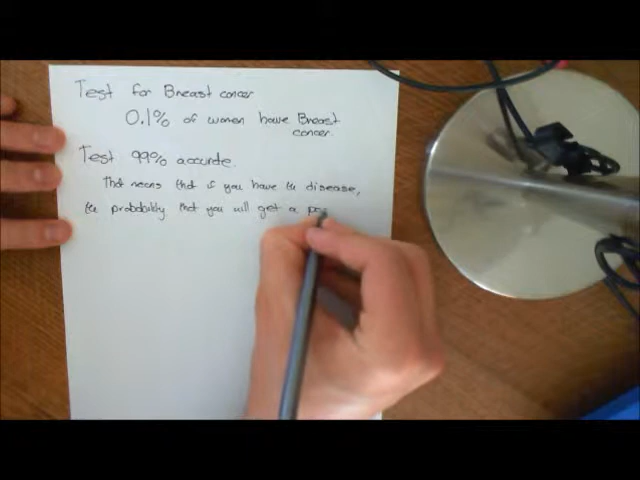 Test for Breast cancer
0.1% of women have Breast
cancer.
Test 99% accurate.
That means that if you have the disease,
the probability that you will get a pos